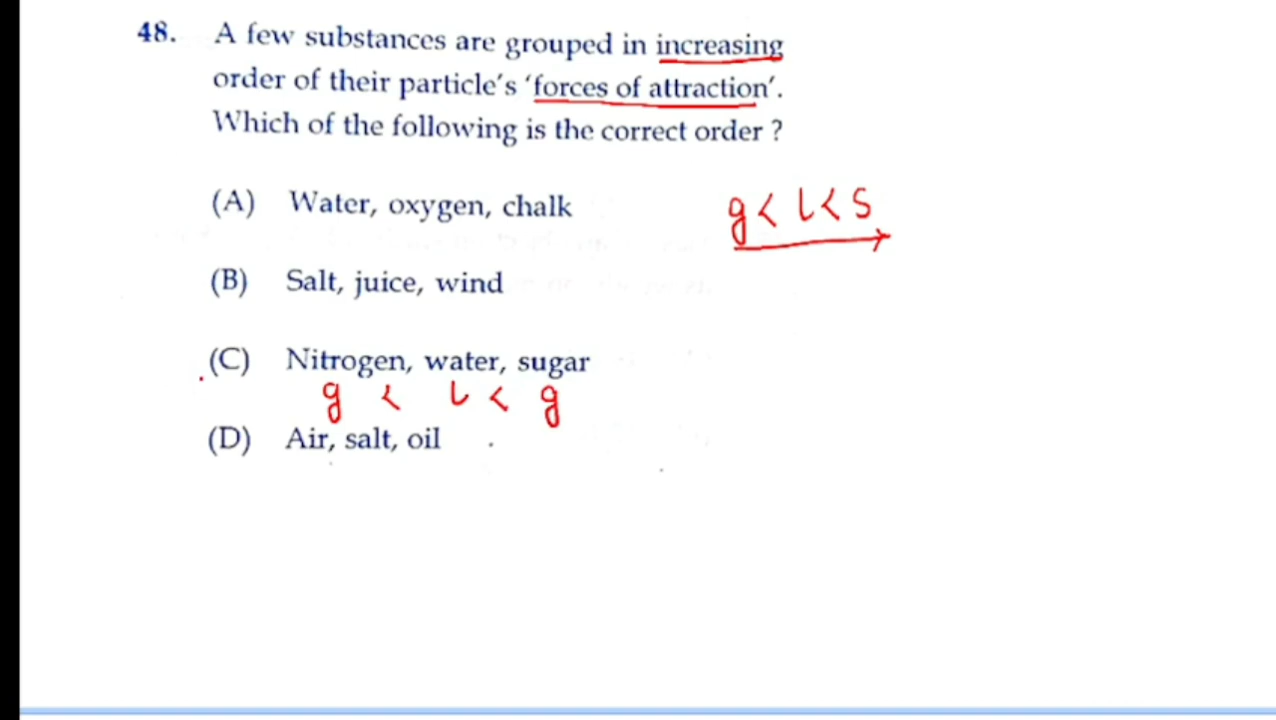 48. A few substances are grouped in increasing
order of their particle's 'forces of attraction'.
Which of the following is the correct order ?
(A) Water, oxygen, chalk
g < l < s
(B) Salt, juice, wind
(C) Nitrogen, water, sugar
g < l < g
(D) Air, salt, oil